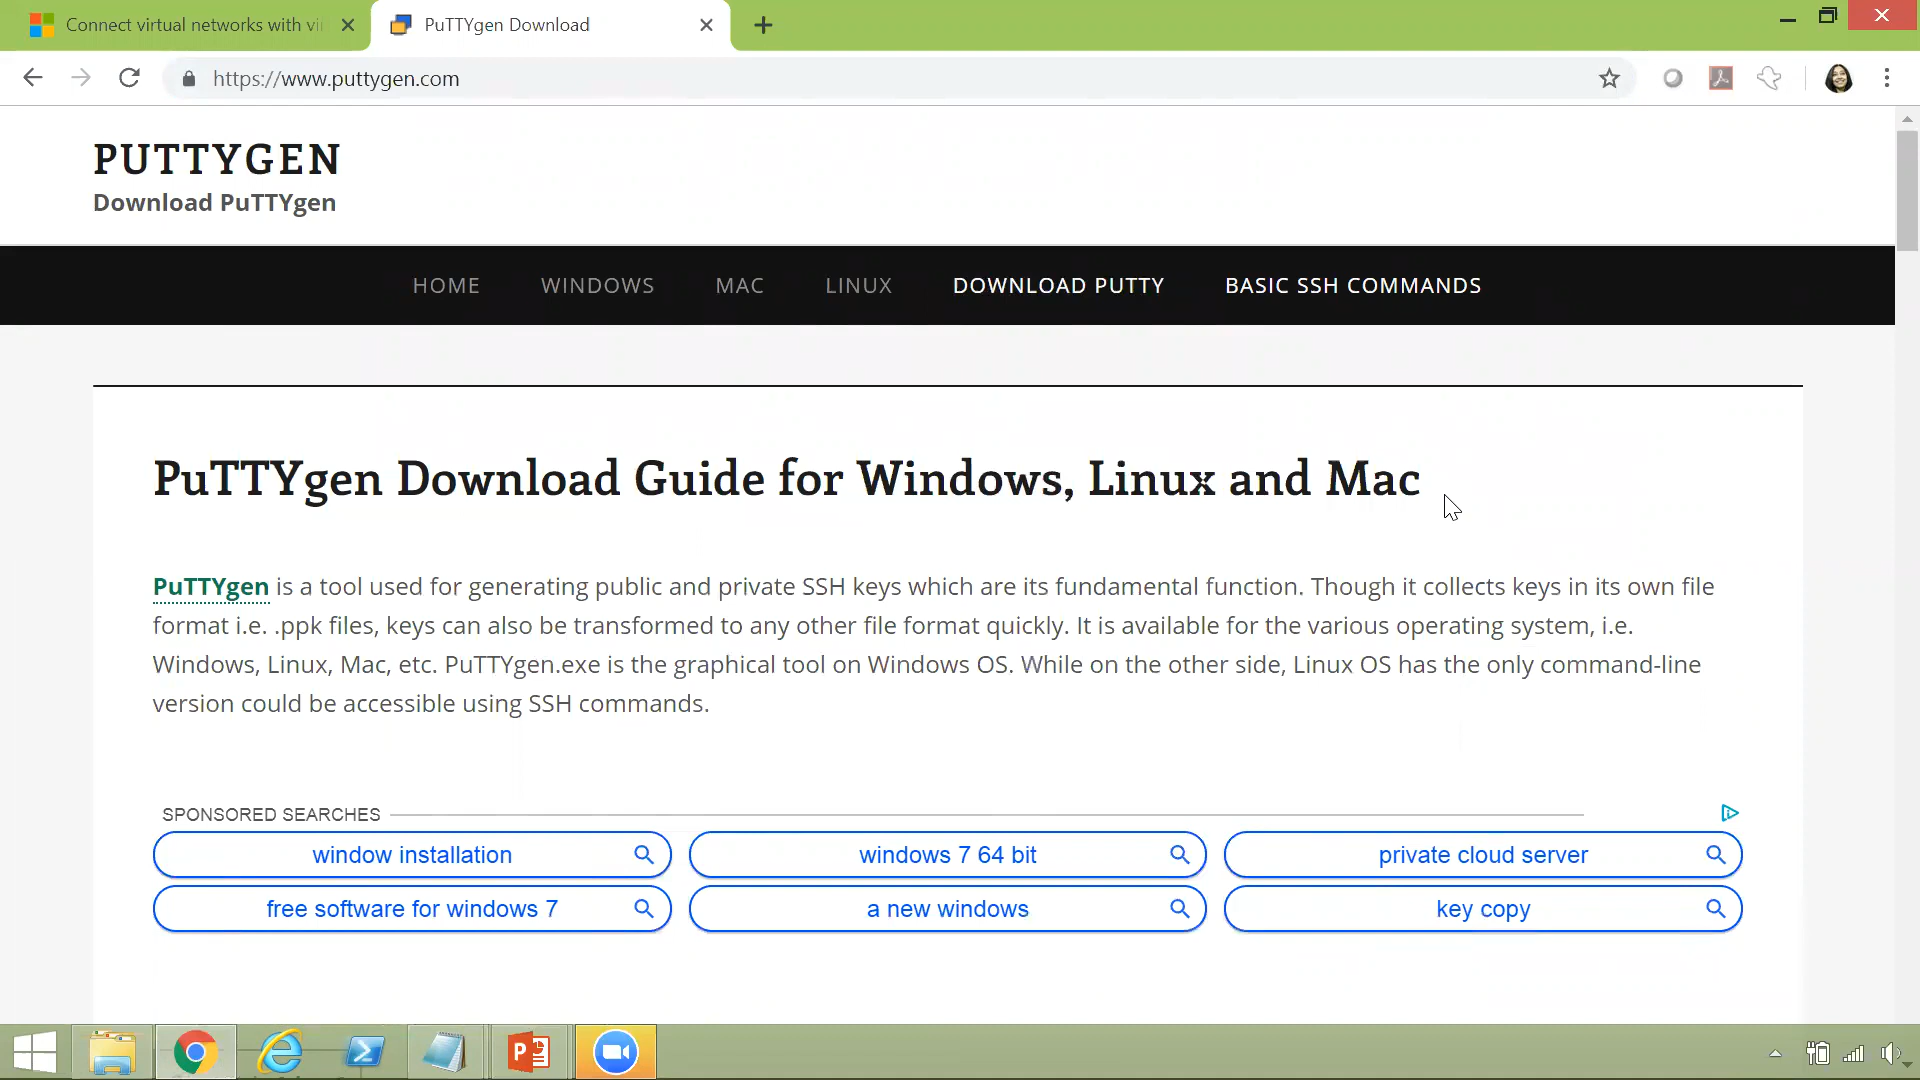 Connect virtual networks with vi
PuTTYgen Download
https://www.puttygen.com
PUTTYGEN
Download PuTTYgen
HOME WINDOWS MAC LINUX DOWNLOAD PUTTY BASIC SSH COMMANDS
PuTTYgen Download Guide for Windows, Linux and Mac
PuTTYgen is a tool used for generating public and private SSH keys which are its fundamental function. Though it collects keys in its own file
format i.e. .ppk files, keys can also be transformed to any other file format quickly. It is available for the various operating system, i.e.
Windows, Linux, Mac, etc. PuTTYgen.exe is the graphical tool on Windows OS. While on the other side, Linux OS has the only command-line
version could be accessible using SSH commands.
SPONSORED SEARCHES
window installation windows 7 64 bit private cloud server
free software for windows 7 a new windows key copy